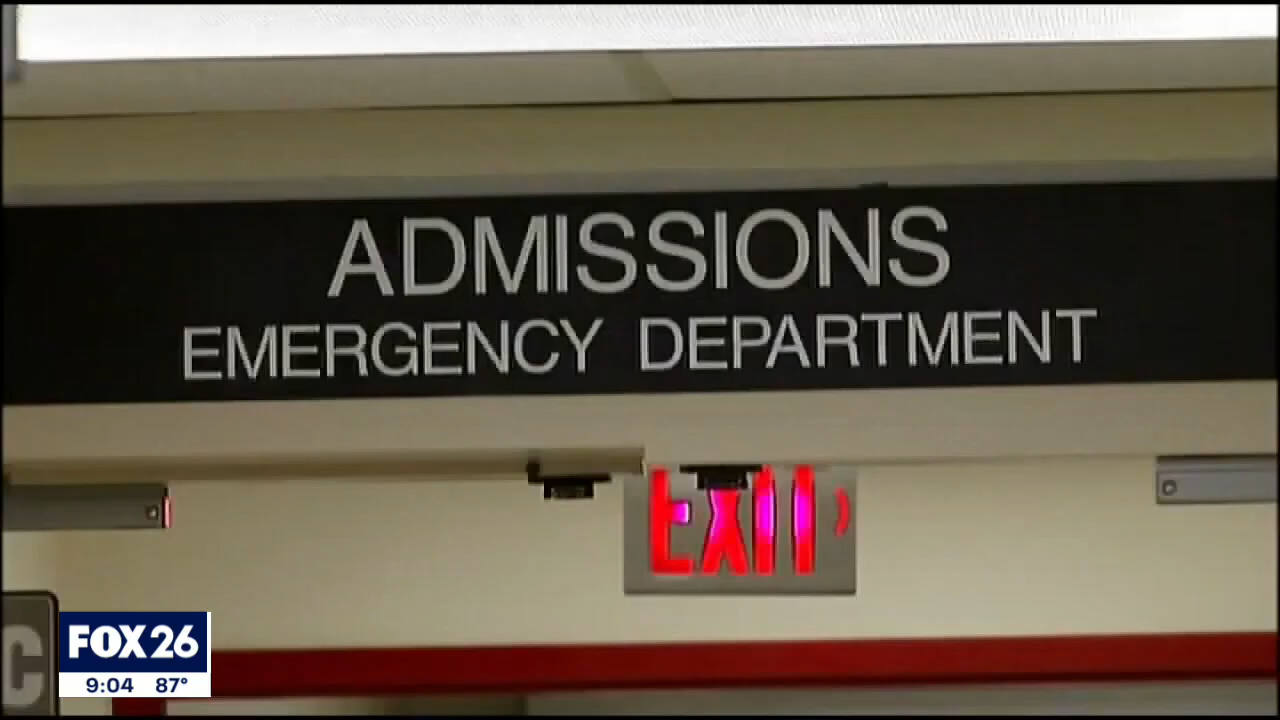 ADMISSIONS
EMERGENCY DEPARTMENT
EXIT
C
FOX 26
9:04 87°